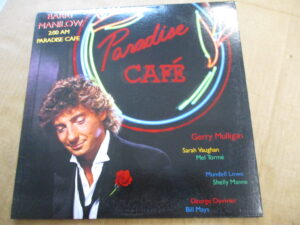 BARRY
MANILOW
2:00 AM
PARADISE CAFE
Paradise
CAFÉ
Gerry Mulligan
Sarah Vaughan
Mel Tormé
Mundell Lowe
Shelly Manne
George Duvivier
Bill Mays